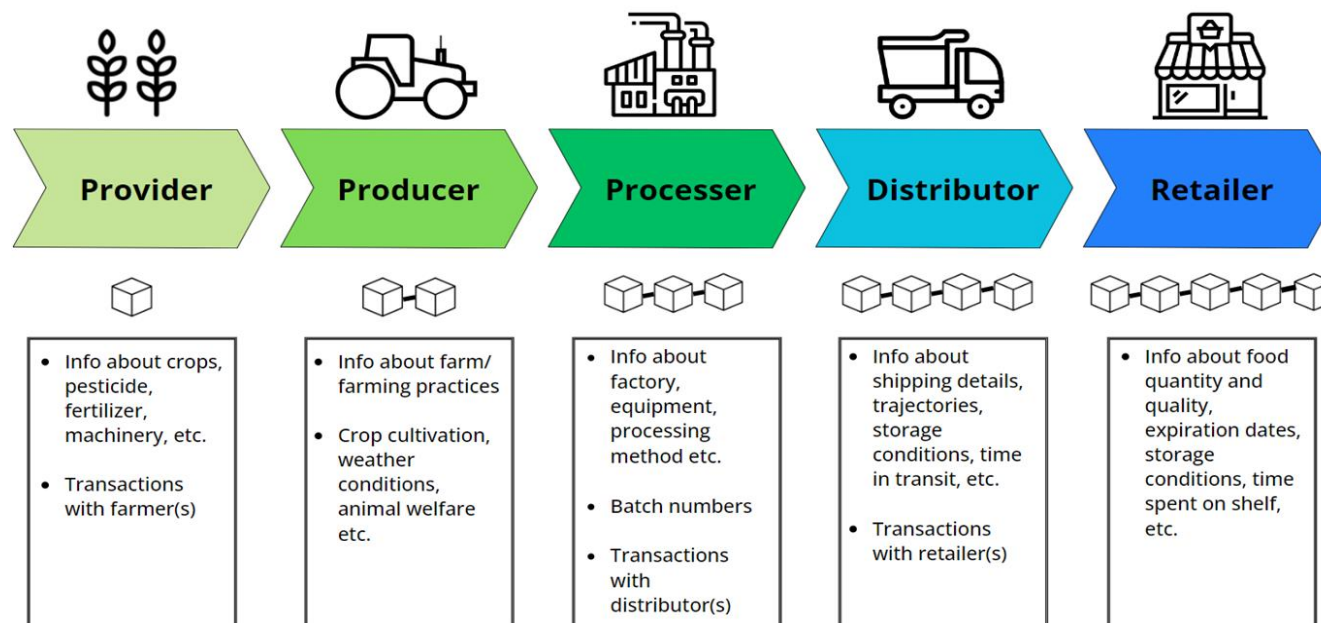 Provider
Producer
Processer
Distributor
Retailer
• Info about crops,
pesticide,
fertilizer,
machinery, etc.
• Transactions
with farmer(s)
• Info about farm/
farming practices
• Crop cultivation,
weather
conditions,
animal welfare
etc.
• Info about
factory,
equipment,
processing
method etc.
• Batch numbers
• Transactions
with
distributor(s)
• Info about
shipping details,
trajectories,
storage
conditions, time
in transit, etc.
• Transactions
with retailer(s)
• Info about food
quantity and
quality,
expiration dates,
storage
conditions, time
spent on shelf,
etc.